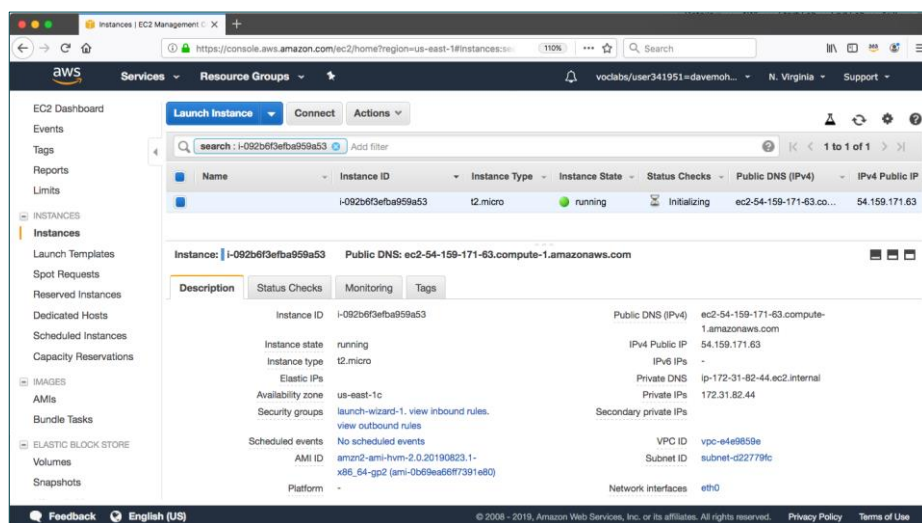 Instances | EC2 Management C
https://console.aws.amazon.com/ec2/home?region=us-east-1#Instances:se
110%
Search
aws
Services
Resource Groups
voclabs/user341951=davemoh...
N. Virginia
Support
EC2 Dashboard
Events
Tags
Reports
Limits
INSTANCES
Instances
Launch Templates
Spot Requests
Reserved Instances
Dedicated Hosts
Scheduled Instances
Capacity Reservations
IMAGES
AMIs
Bundle Tasks
ELASTIC BLOCK STORE
Volumes
Snapshots
Launch Instance
Connect
Actions
search : i-092b6f3efba959a53
Add filter
1 to 1 of 1
Name Instance ID Instance Type Instance State Status Checks Public DNS (IPv4) IPv4 Public IP
i-092b6f3efba959a53 t2.micro running Initializing ec2-54-159-171-63.co... 54.159.171.63
Instance: i-092b6f3efba959a53 Public DNS: ec2-54-159-171-63.compute-1.amazonaws.com
Description Status Checks Monitoring Tags
Instance ID i-092b6f3efba959a53
Instance state running
Instance type t2.micro
Elastic IPs
Availability zone us-east-1c
Security groups launch-wizard-1. view inbound rules.
view outbound rules
Scheduled events No scheduled events
AMI ID amzn2-ami-hvm-2.0.20190823.1-
x86_64-gp2 (ami-0b69ea66ff7391e80)
Platform -
Public DNS (IPv4) ec2-54-159-171-63.compute-
1.amazonaws.com
IPv4 Public IP 54.159.171.63
IPv6 IPs -
Private DNS ip-172-31-82-44.ec2.internal
Private IPs 172.31.82.44
Secondary private IPs
VPC ID vpc-e4e9859e
Subnet ID subnet-d22779fc
Network interfaces eth0
Feedback
English (US)
© 2008 - 2019, Amazon Web Services, Inc. or its affiliates. All rights reserved.
Privacy Policy
Terms of Use